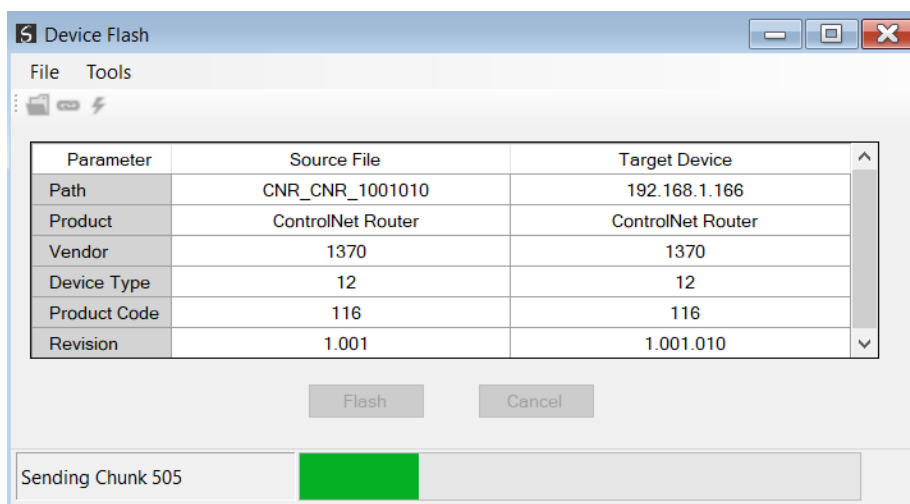 Device Flash
File Tools
Parameter Source File Target Device
Path CNR_CNR_1001010 192.168.1.166
Product ControlNet Router ControlNet Router
Vendor 1370 1370
Device Type 12 12
Product Code 116 116
Revision 1.001 1.001.010
Flash Cancel
Sending Chunk 505